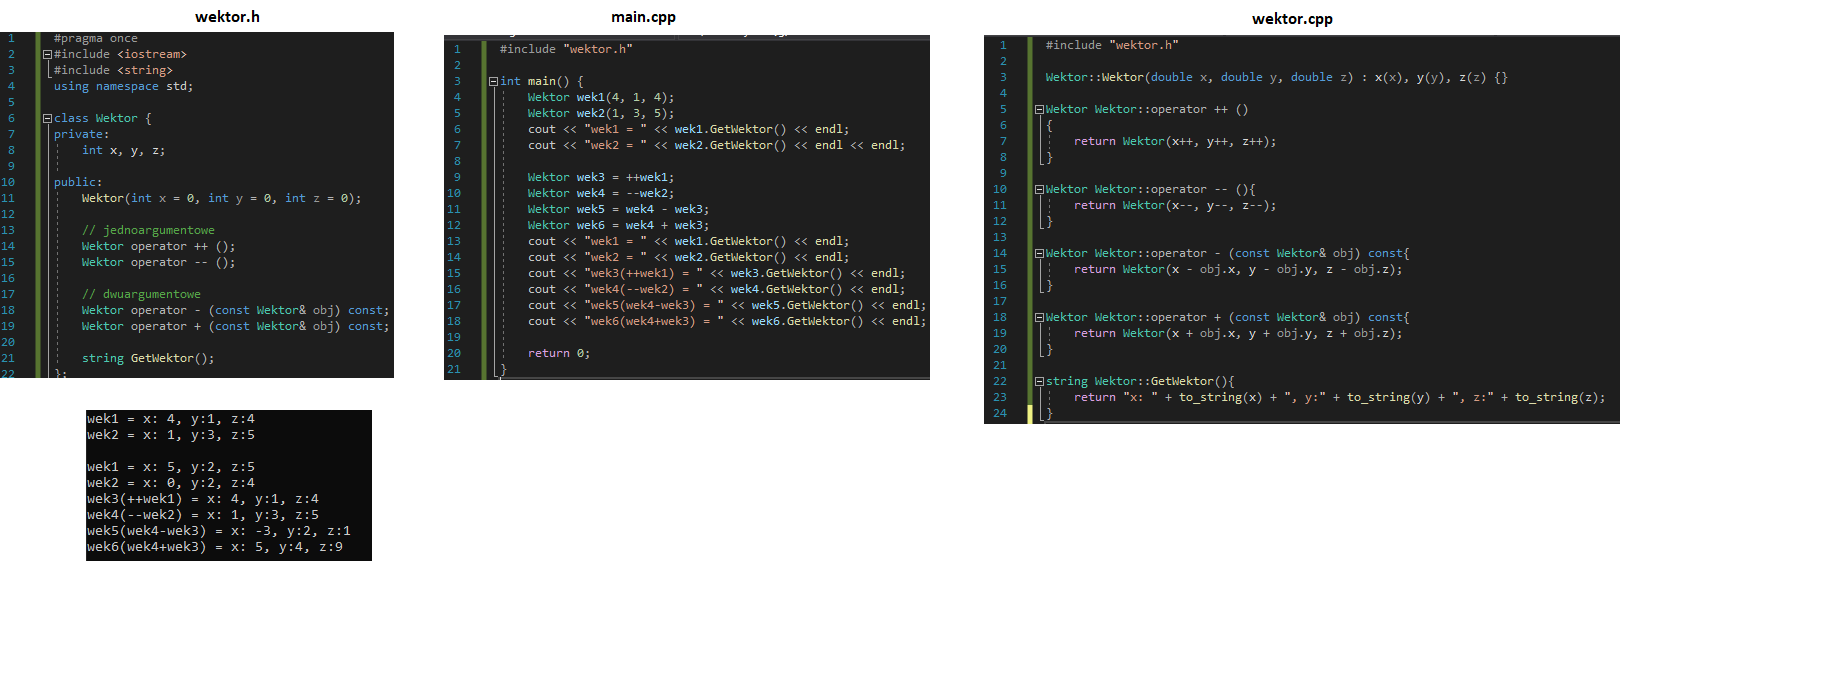 wektor.h
1 #pragma once
2 #include <iostream>
3 #include <string>
4 using namespace std;
5
6 class Wektor {
7 private:
8 int x, y, z;
9
10 public:
11 Wektor(int x = 0, int y = 0, int z = 0);
12
13 // jednoargumentowe
14 Wektor operator ++ ();
15 Wektor operator -- ();
16
17 // dwuargumentowe
18 Wektor operator - (const Wektor& obj) const;
19 Wektor operator + (const Wektor& obj) const;
20
21 string GetWektor();
22 };
wek1 = x: 4, y:1, z:4
wek2 = x: 1, y:3, z:5
wek1 = x: 5, y:2, z:5
wek2 = x: 0, y:2, z:4
wek3(++wek1) = x: 4, y:1, z:4
wek4(--wek2) = x: 1, y:3, z:5
wek5(wek4-wek3) = x: -3, y:2, z:1
wek6(wek4+wek3) = x: 5, y:4, z:9
main.cpp
1 #include "wektor.h"
2
3 int main() {
4 Wektor wek1(4, 1, 4);
5 Wektor wek2(1, 3, 5);
6 cout << "wek1 = " << wek1.GetWektor() << endl;
7 cout << "wek2 = " << wek2.GetWektor() << endl << endl;
8
9 Wektor wek3 = ++wek1;
10 Wektor wek4 = --wek2;
11 Wektor wek5 = wek4 - wek3;
12 Wektor wek6 = wek4 + wek3;
13 cout << "wek1 = " << wek1.GetWektor() << endl;
14 cout << "wek2 = " << wek2.GetWektor() << endl;
15 cout << "wek3(++wek1) = " << wek3.GetWektor() << endl;
16 cout << "wek4(--wek2) = " << wek4.GetWektor() << endl;
17 cout << "wek5(wek4-wek3) = " << wek5.GetWektor() << endl;
18 cout << "wek6(wek4+wek3) = " << wek6.GetWektor() << endl;
19
20 return 0;
21 }
wektor.cpp
1 #include "wektor.h"
2
3 Wektor::Wektor(double x, double y, double z) : x(x), y(y), z(z) {}
4
5 Wektor Wektor::operator ++ ()
6 {
7 return Wektor(x++, y++, z++);
8 }
9
10 Wektor Wektor::operator -- (){
11 return Wektor(x--, y--, z--);
12 }
13
14 Wektor Wektor::operator - (const Wektor& obj) const{
15 return Wektor(x - obj.x, y - obj.y, z - obj.z);
16 }
17
18 Wektor Wektor::operator + (const Wektor& obj) const{
19 return Wektor(x + obj.x, y + obj.y, z + obj.z);
20 }
21
22 string Wektor::GetWektor(){
23 return "x: " + to_string(x) + ", y:" + to_string(y) + ", z:" + to_string(z);
24 }